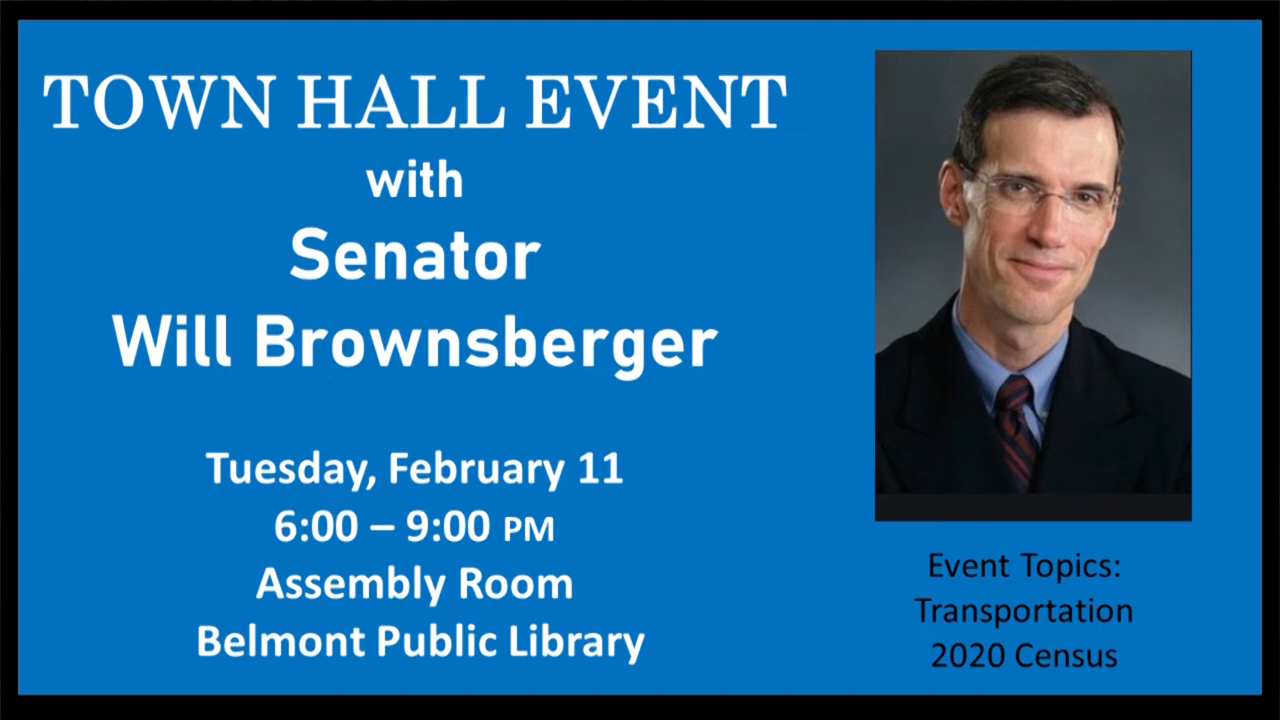 TOWN HALL EVENT
with
Senator
Will Brownsberger
Tuesday, February 11
6:00 – 9:00 PM
Assembly Room
Belmont Public Library
Event Topics:
Transportation
2020 Census